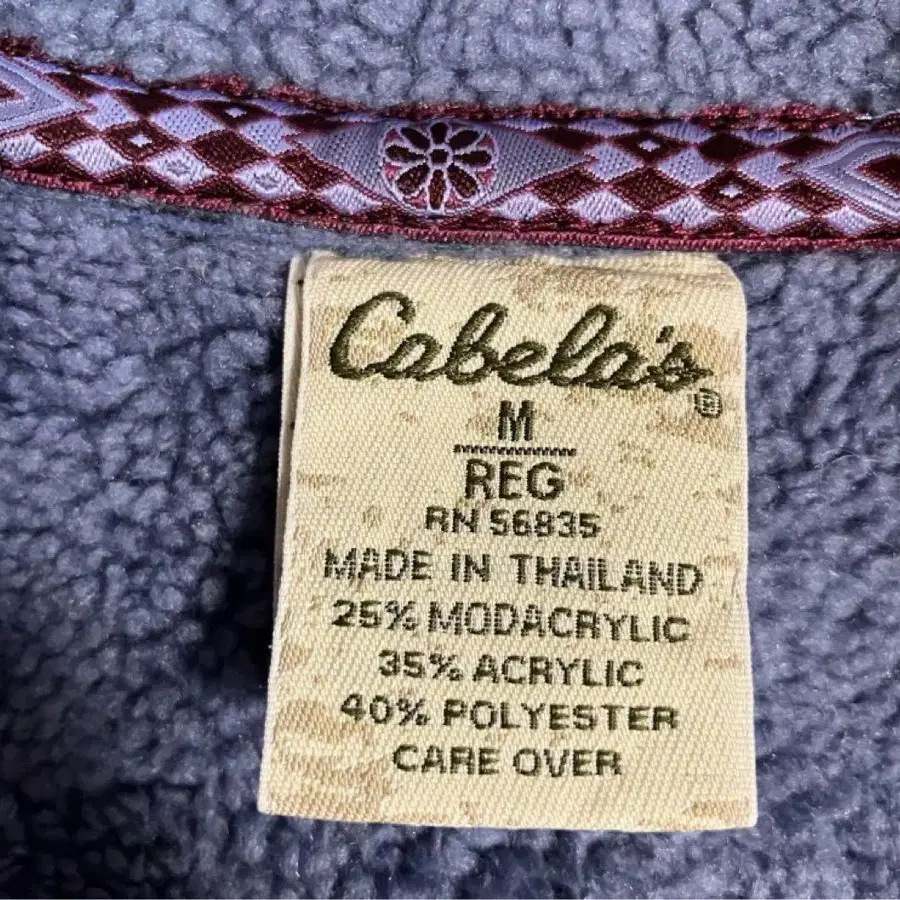 Cabela's®
M
REG
RN 56835
MADE IN THAILAND
25% MODACRYLIC
35% ACRYLIC
40% POLYESTER
CARE OVER